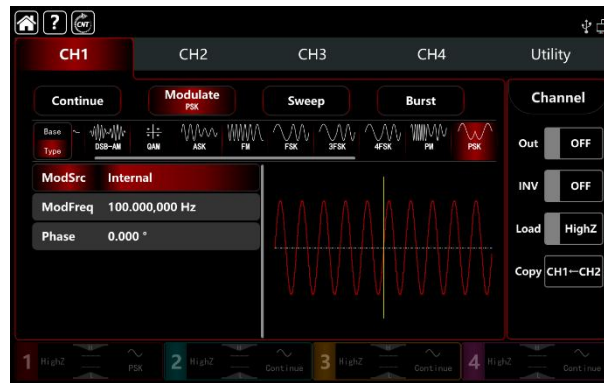 ? CNT
CH1 CH2 CH3 CH4 Utility
Continue Modulate Sweep Burst Channel
PSK
Base
Type DSB-AM QAM ASK FM FSK 3FSK 4FSK PM PSK
Out OFF
ModSrc Internal
INV OFF
ModFreq 100.000,000 Hz
Phase 0.000 °
Load HighZ
Copy CH1←CH2
1 HighZ PSK 2 HighZ Continue 3 HighZ Continue 4 HighZ Continue